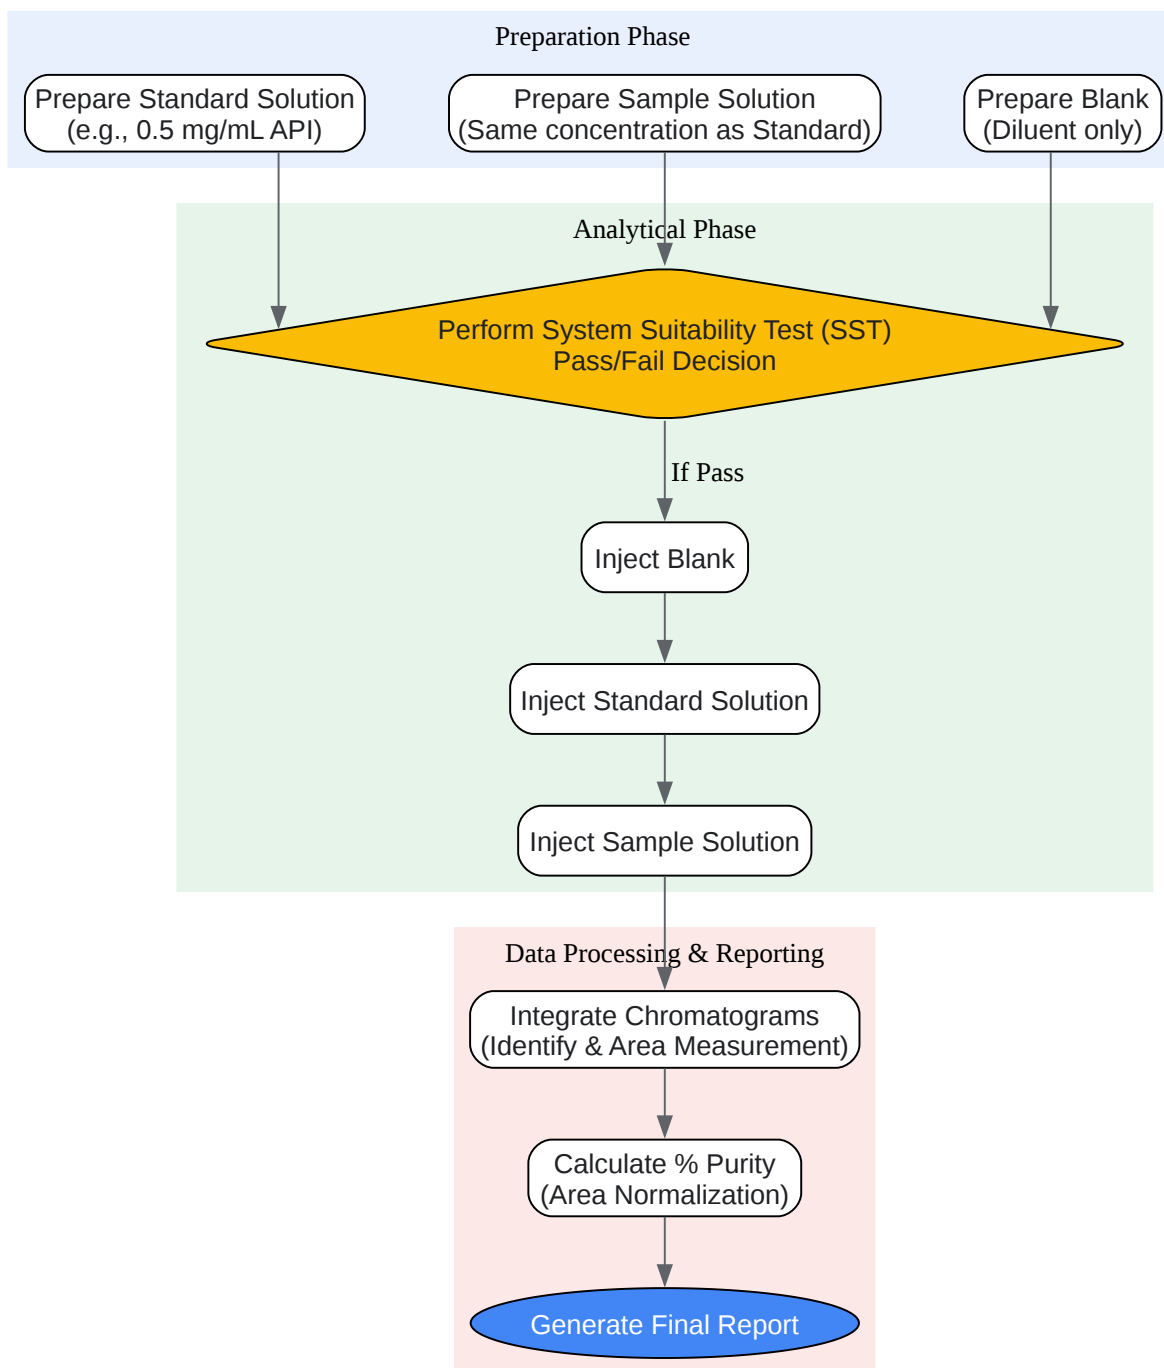 Preparation Phase
Prepare Standard Solution
(e.g., 0.5 mg/mL API)
Prepare Sample Solution
(Same concentration as Standard)
Prepare Blank
(Diluent only)
Analytical Phase
Perform System Suitability Test (SST)
Pass/Fail Decision
If Pass
Inject Blank
Inject Standard Solution
Inject Sample Solution
Data Processing & Reporting
Integrate Chromatograms
(Identify & Area Measurement)
Calculate % Purity
(Area Normalization)
Generate Final Report